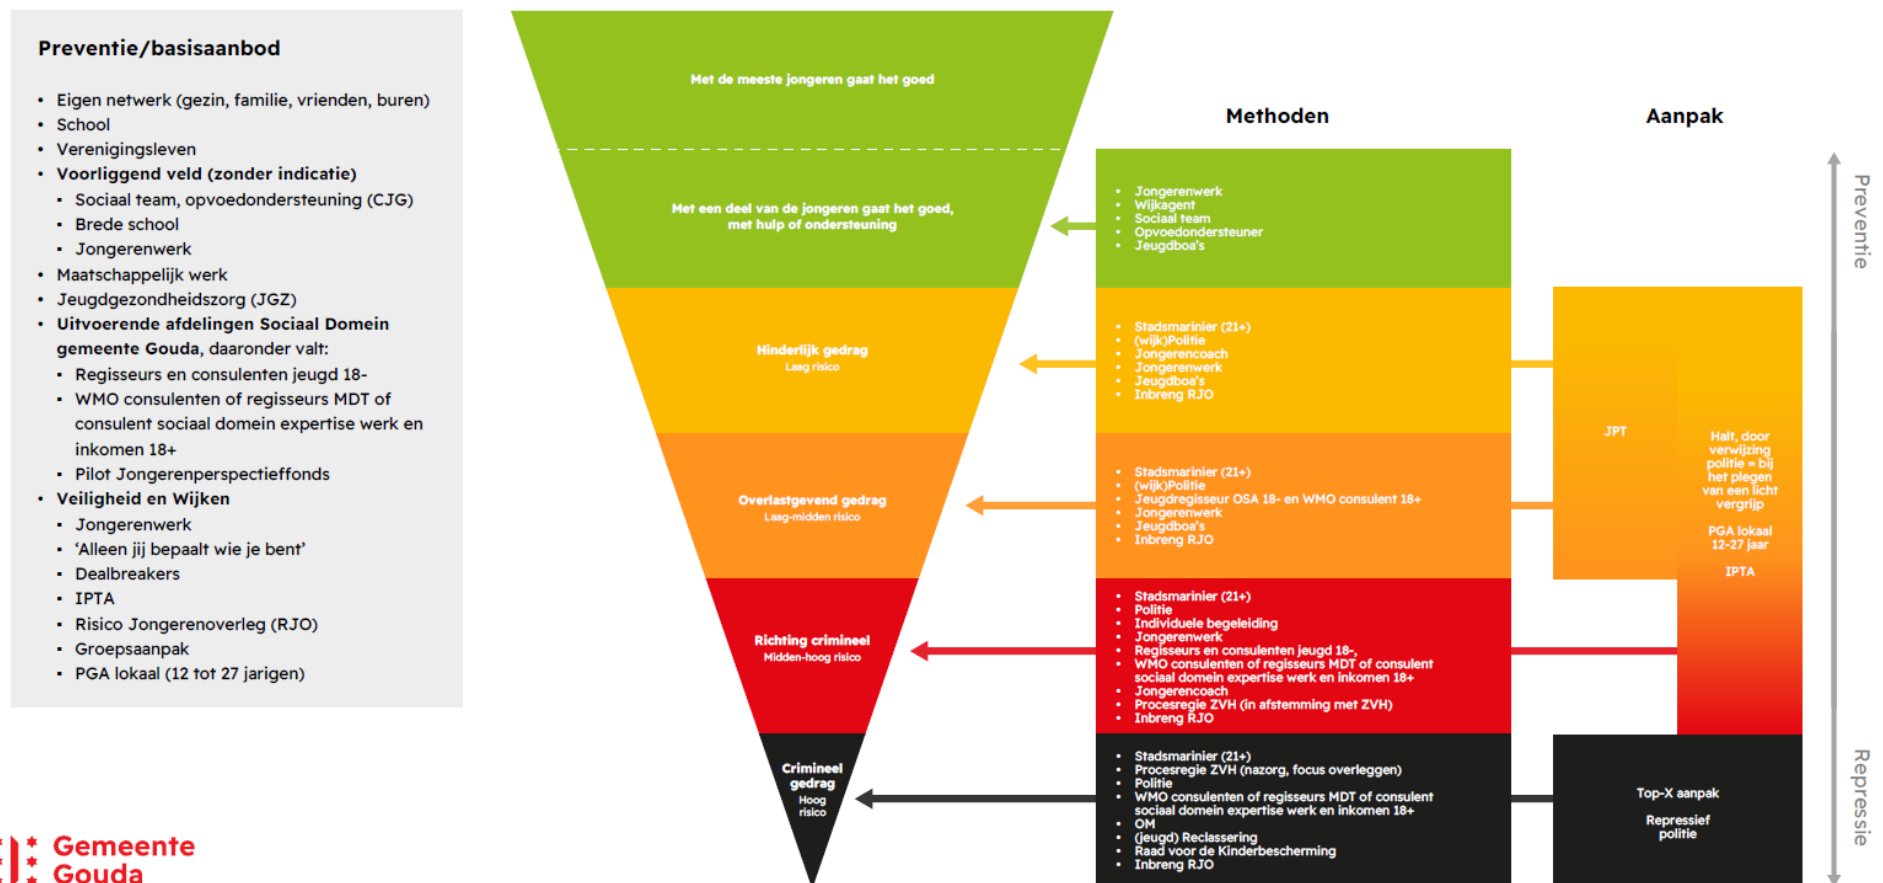 Preventie/basisaanbod
• Eigen netwerk (gezin, familie, vrienden, buren)
• School
• Verenigingsleven
• Voorliggend veld (zonder indicatie)
▪ Sociaal team, opvoedondersteuning (CJG)
▪ Brede school
▪ Jongerenwerk
• Maatschappelijk werk
• Jeugdgezondheidszorg (JGZ)
• Uitvoerende afdelingen Sociaal Domein
gemeente Gouda, daaronder valt:
▪ Regisseurs en consulenten jeugd 18-
▪ WMO consulenten of regisseurs MDT of
consulent sociaal domein expertise werk en
inkomen 18+
▪ Pilot Jongerenperspectieffonds
• Veiligheid en Wijken
▪ Jongerenwerk
▪ ‘Alleen jij bepaalt wie je bent’
▪ Dealbreakers
▪ IPTA
▪ Risico Jongerenoverleg (RJO)
▪ Groepsaanpak
▪ PGA lokaal (12 tot 27 jarigen)
Gemeente
Gouda
Met de meeste jongeren gaat het goed
Met een deel van de jongeren gaat het goed,
met hulp of ondersteuning
Hinderlijk gedrag
Laag risico
Overlastgevend gedrag
Laag-midden risico
Richting crimineel
Midden-hoog risico
Crimineel
gedrag
Hoog
risico
Methoden
• Jongerenwerk
• Wijkagent
• Sociaal team
• Opvoedondersteuner
• Jeugdboa's
• Stadsmarinier (21+)
• (wijk)Politie
• Jongerencoach
• Jongerenwerk
• Jeugdboa's
• Inbreng RJO
• Stadsmarinier (21+)
• (wijk)Politie
• Jeugdregisseur OSA 18- en WMO consulent 18+
• Jongerenwerk
• Jeugdboa's
• Inbreng RJO
• Stadsmarinier (21+)
• Politie
• Individuele begeleiding
• Jongerenwerk
• Regisseurs en consulenten jeugd 18-,
• WMO consulenten of regisseurs MDT of consulent
sociaal domein expertise werk en inkomen 18+
• Jongerencoach
• Procesregie ZVH (in afstemming met ZVH)
• Inbreng RJO
• Stadsmarinier (21+)
• Procesregie ZVH (nazorg, focus overleggen)
• Politie
• WMO consulenten of regisseurs MDT of consulent
sociaal domein expertise werk en inkomen 18+
• OM
• (jeugd) Reclassering
• Raad voor de Kinderbescherming
• Inbreng RJO
Aanpak
JPT
Halt, door
verwijzing
politie = bij
het plegen
van een licht
vergrijp
PGA lokaal
12-27 jaar
IPTA
Top-X aanpak
Repressief
politie
Preventie
Repressie